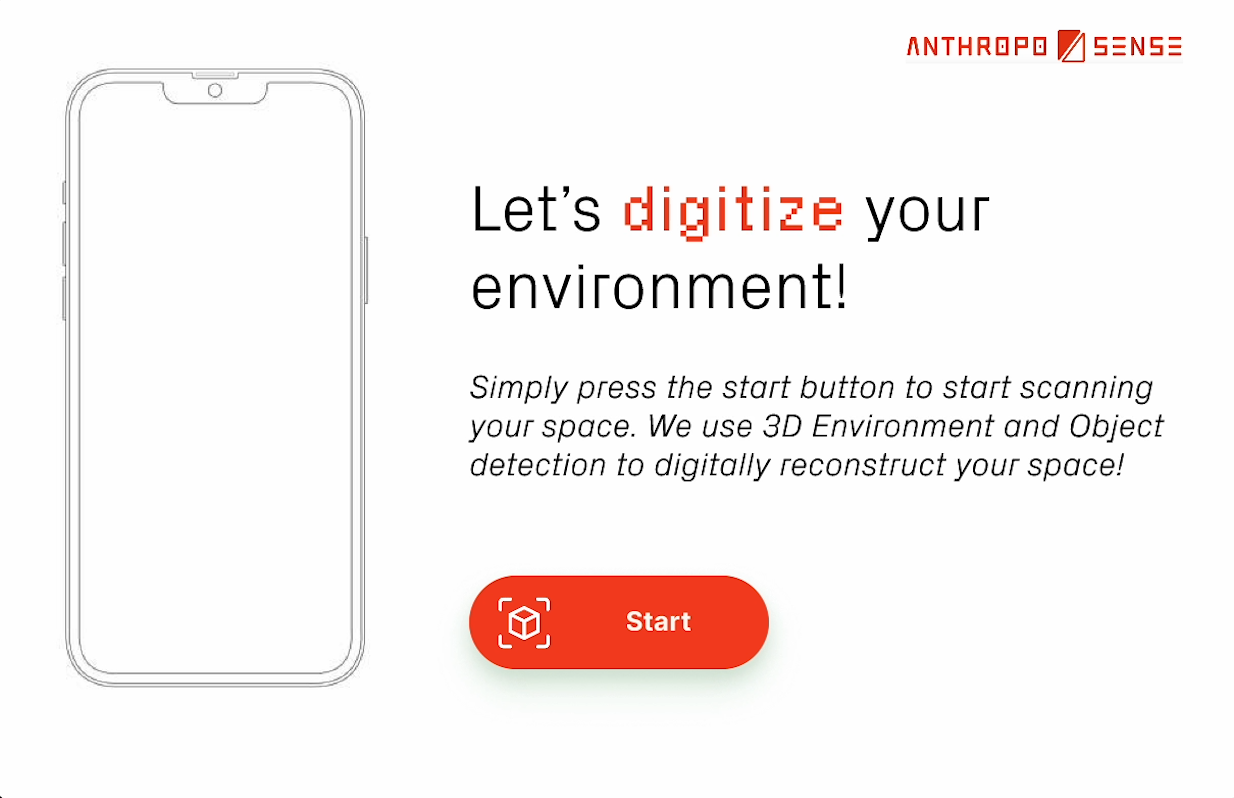 ANTHROPO SENSE
Let's digitize your
environment!
Simply press the start button to start scanning
your space. We use 3D Environment and Object
detection to digitally reconstruct your space!
Start